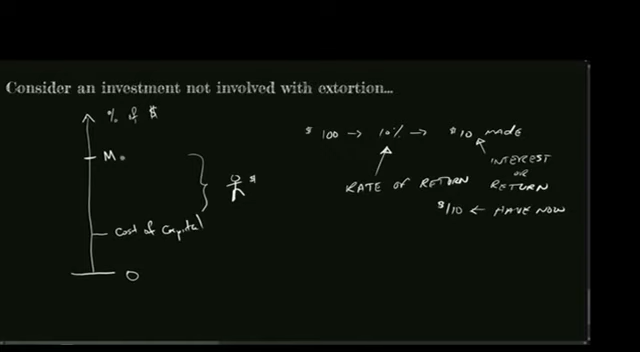 Consider an investment not involved with extortion...
% of $
M.
cost of capital
0
$
$100 → 10% → $10 MADE
RATE OF RETURN
INTEREST
OR
RETURN
$110 ← HAVE NOW